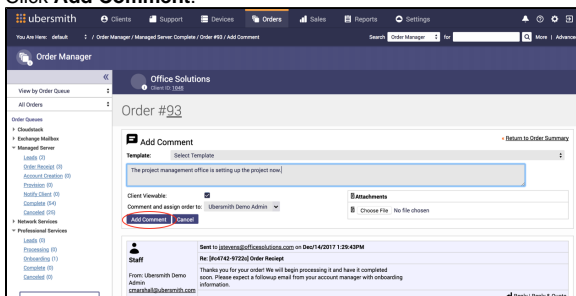 Click Add Comment.
ubersmith Clients Support Devices Orders Sales Reports Settings
You Are Here: default / Order Manager / Managed Server: Complete / Order #93 / Add Comment Search Order Manager for More | Advance
Order Manager
View by Order Queue
All Orders
Order Queues
Cloudstack
Exchange Mailbox
Managed Server
Leads (2)
Order Receipt (3)
Account Creation (0)
Provision (0)
Notify Client (0)
Complete (54)
Canceled (25)
Network Services
Professional Services
Leads (0)
Processing (0)
Onboarding (1)
Complete (0)
Canceled (0)
Office Solutions
Client ID: 1045
Order #93
Add Comment
Return to Order Summary
Template: Select Template
The project management office is setting up the project now.
Client Viewable:
Comment and assign order to: Ubersmith Demo Admin
Add Comment Cancel
Attachments
Choose File No file chosen
Staff
From: Ubersmith Demo
Admin
cmarshall@ubersmith.com
Sent to jstevens@officesolutions.com on Dec/14/2017 1:29:43PM
Re: [#c4742-9722c] Order Reciept
Thanks you for your order! We will begin processing it and have it completed
soon. Please expect a followup email from your account manager with onboarding
information.
Reply | Reply & Quote